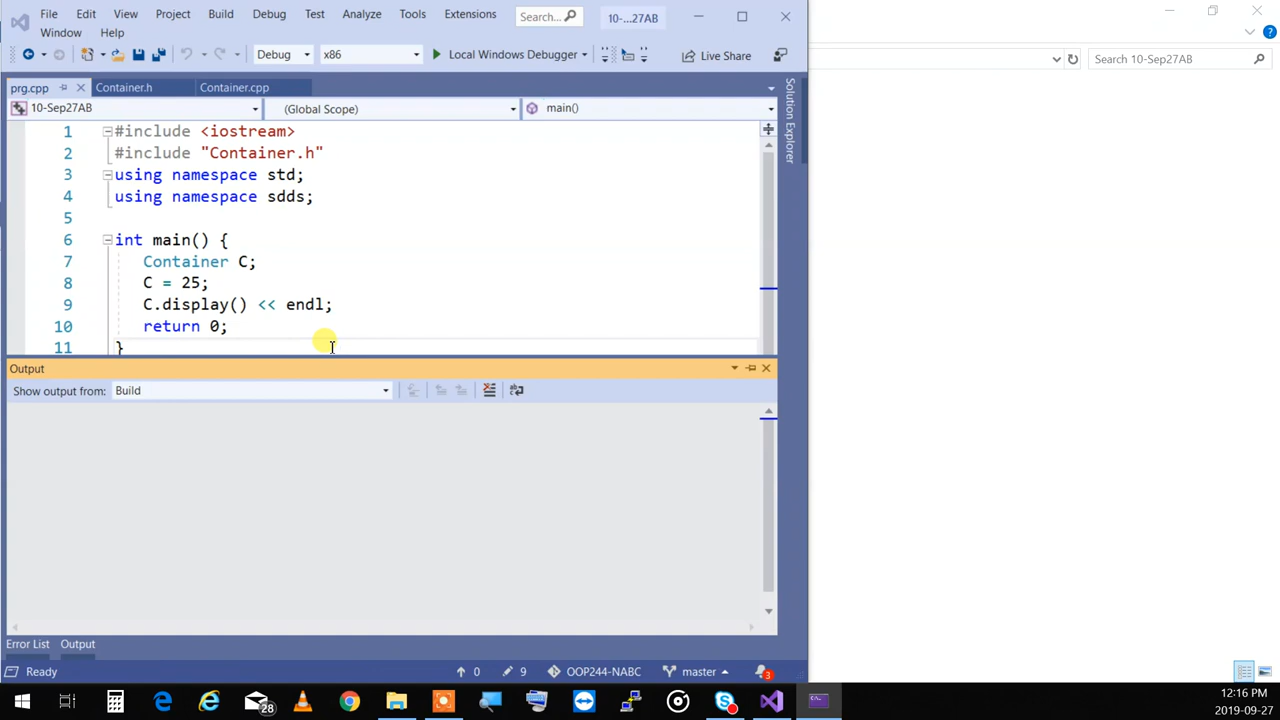 File Edit View Project Build Debug Test Analyze Tools Extensions Search... 10-...27AB
Window Help
Debug x86 Local Windows Debugger Live Share
prg.cpp Container.h Container.cpp
10-Sep27AB (Global Scope) main()
1 #include <iostream>
2 #include "Container.h"
3 using namespace std;
4 using namespace sdds;
5
6 int main() {
7 Container C;
8 C = 25;
9 C.display() << endl;
10 return 0;
11 }
Solution Explorer
Output
Show output from: Build
Error List Output
Ready 0 9 OOP244-NABC master 3
Search 10-Sep27AB
28
12:16 PM
2019-09-27